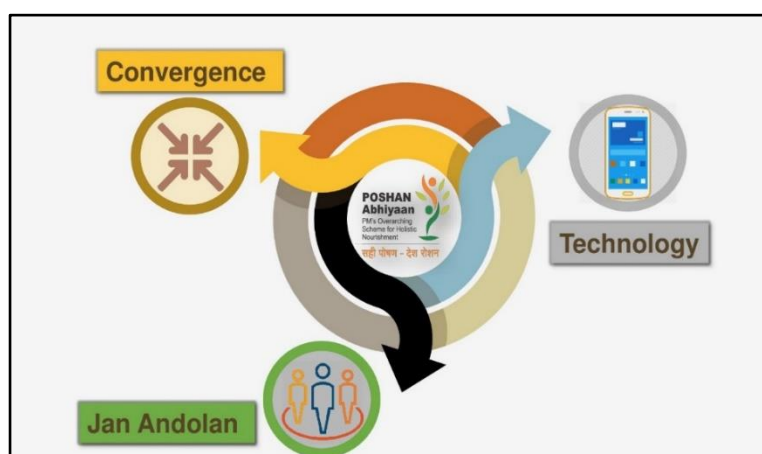 Convergence
POSHAN
Abhiyaan
PM's Overarching
Scheme for Holistic
Nourishment
सही पोषण - देश रोशन
Technology
Jan Andolan